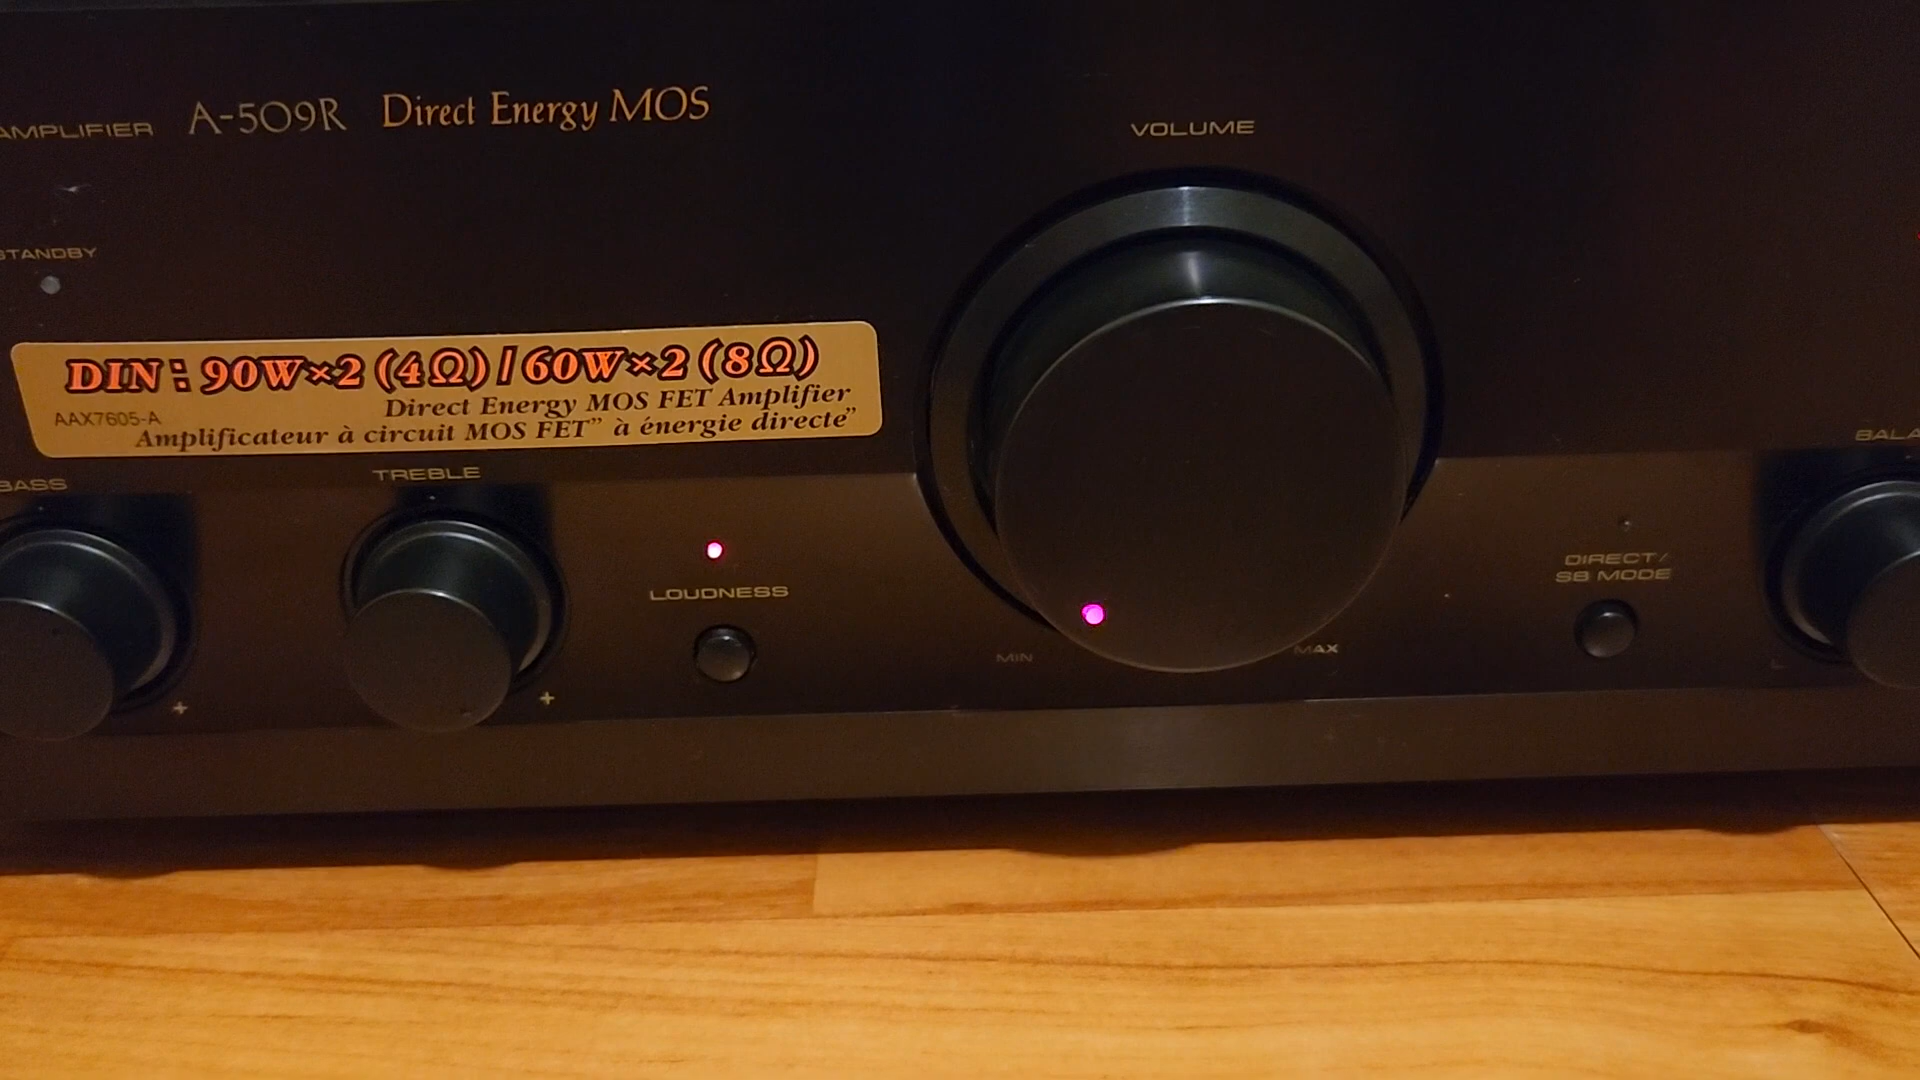 AMPLIFIER A-509R Direct Energy MOS
VOLUME
STANDBY
DIN : 90W×2 (4Ω) / 60W×2 (8Ω)
Direct Energy MOS FET Amplifier
AAX7605-A
Amplificateur à circuit MOS FET” à énergie directe”
BASS
TREBLE
+
+
LOUDNESS
MIN
MAX
DIRECT/
SB MODE
BALA
L